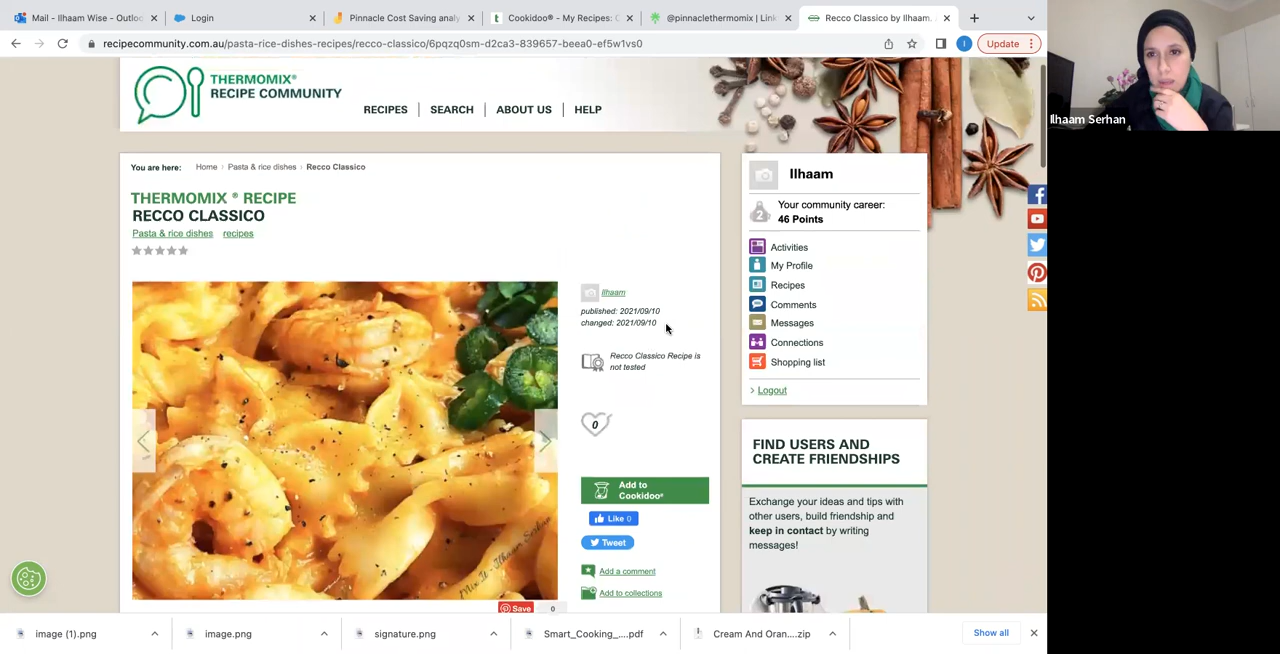 Mail - Ilhaam Wise - Outloo
Login
Pinnacle Cost Saving analy
Cookidoo® - My Recipes: C
@pinnaclethermomix | Link
Recco Classico by Ilhaam. A
recipecommunity.com.au/pasta-rice-dishes-recipes/recco-classico/6pqzq0sm-d2ca3-839657-beea0-ef5w1vs0
I
Update
THERMOMIX®
RECIPE COMMUNITY
RECIPES
SEARCH
ABOUT US
HELP
Ilhaam Serhan
You are here: Home / Pasta & rice dishes › Recco Classico
THERMOMIX ® RECIPE
RECCO CLASSICO
Pasta & rice dishes recipes
Ilhaam
published: 2021/09/10
changed: 2021/09/10
Recco Classico Recipe is
not tested
0
Add to
Cookidoo®
Like 0
Tweet
Add a comment
Add to collections
Mix It - Ilhaam Serhan
Save 0
Ilhaam
2
Your community career:
46 Points
Activities
My Profile
Recipes
Comments
Messages
Connections
Shopping list
› Logout
FIND USERS AND
CREATE FRIENDSHIPS
Exchange your ideas and tips with
other users, build friendship and
keep in contact by writing
messages!
image (1).png
image.png
signature.png
Smart_Cooking_....pdf
Cream And Oran....zip
Show all